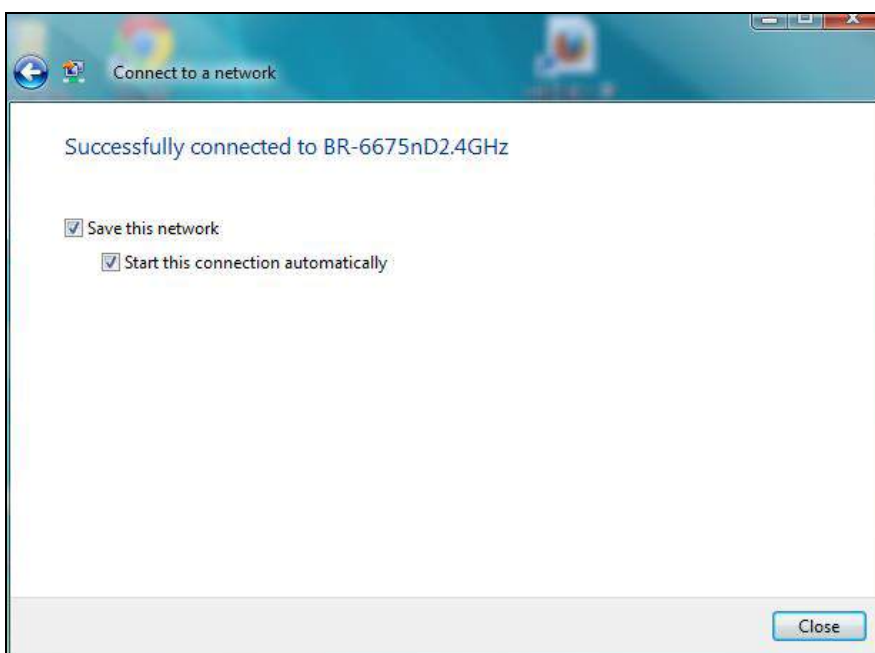 Connect to a network
Successfully connected to BR-6675nD2.4GHz
Save this network
Start this connection automatically
Close